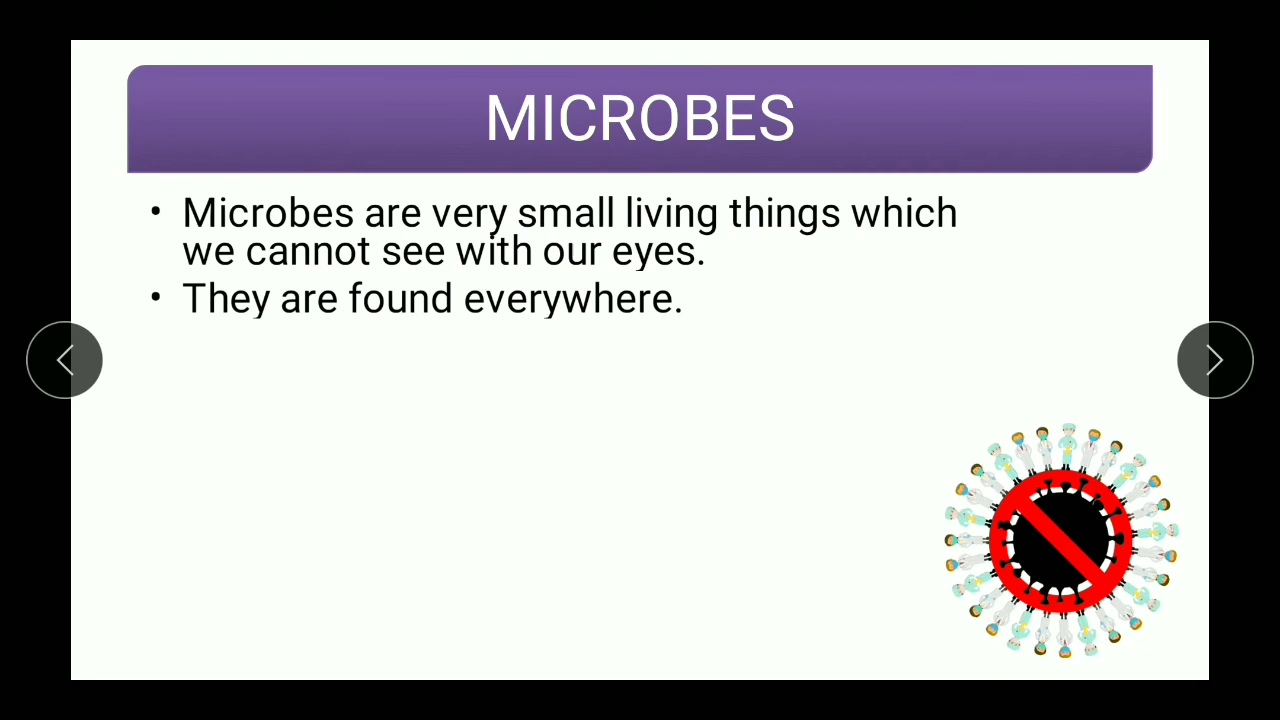 MICROBES
• Microbes are very small living things which
we cannot see with our eyes.
• They are found everywhere.